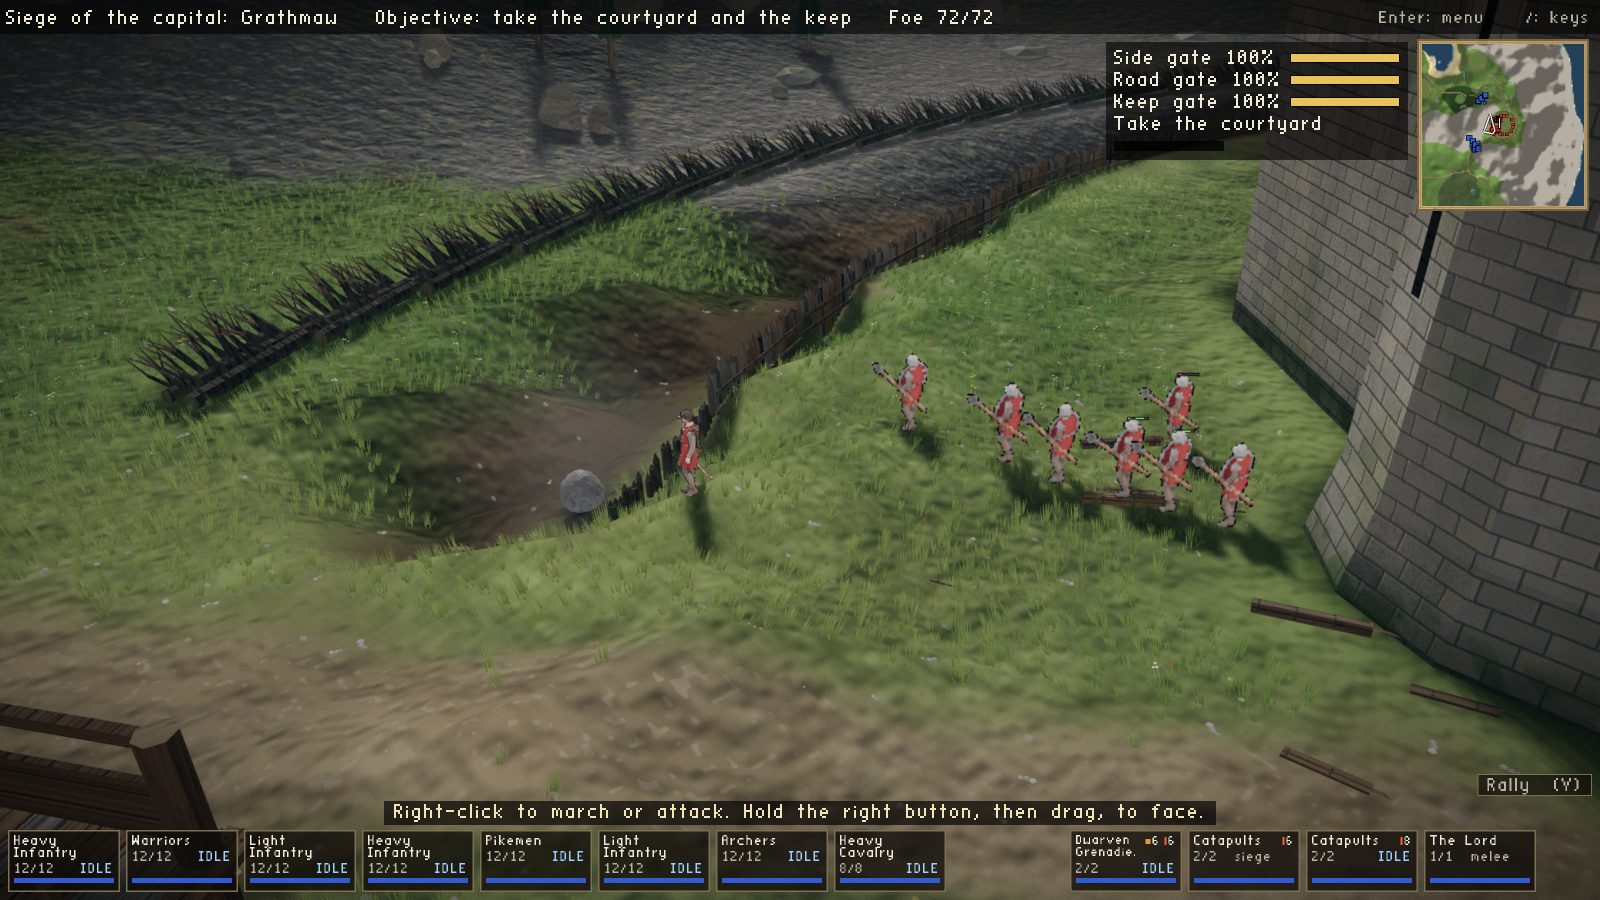 Siege of the capital: Grathmaw Objective: take the courtyard and the keep Foe 72/72 Enter: menu /: keys
Side gate 100%
Road gate 100%
Keep gate 100%
Take the courtyard
Rally (Y)
Right-click to march or attack. Hold the right button, then drag, to face.
Heavy Infantry
12/12 IDLE
Warriors
12/12 IDLE
Light Infantry
12/12 IDLE
Heavy Infantry
12/12 IDLE
Pikemen
12/12 IDLE
Light Infantry
12/12 IDLE
Archers
12/12 IDLE
Heavy Cavalry
8/8 IDLE
Dwarven Grenadie. 6 16
2/2 IDLE
Catapults 16
2/2 siege
Catapults 18
2/2 IDLE
The Lord
1/1 melee